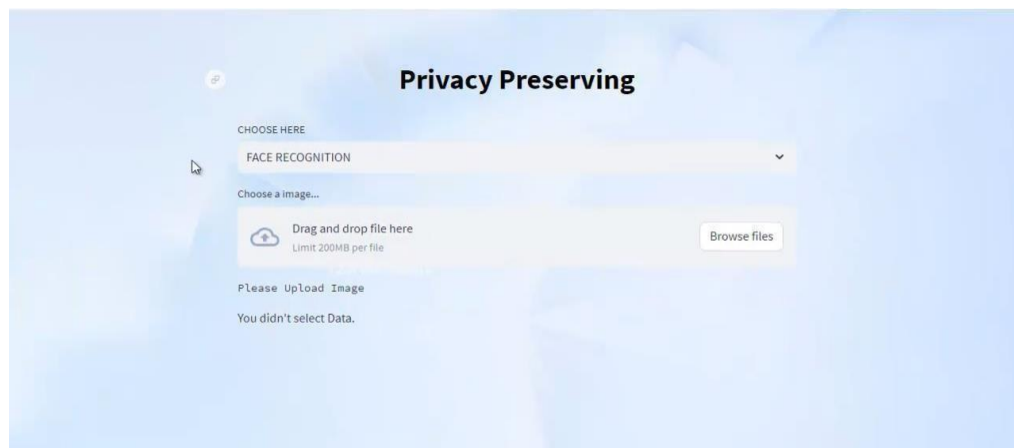 Privacy Preserving
CHOOSE HERE
FACE RECOGNITION
Choose a image...
Drag and drop file here
Limit 200MB per file
Browse files
Please Upload Image
You didn't select Data.